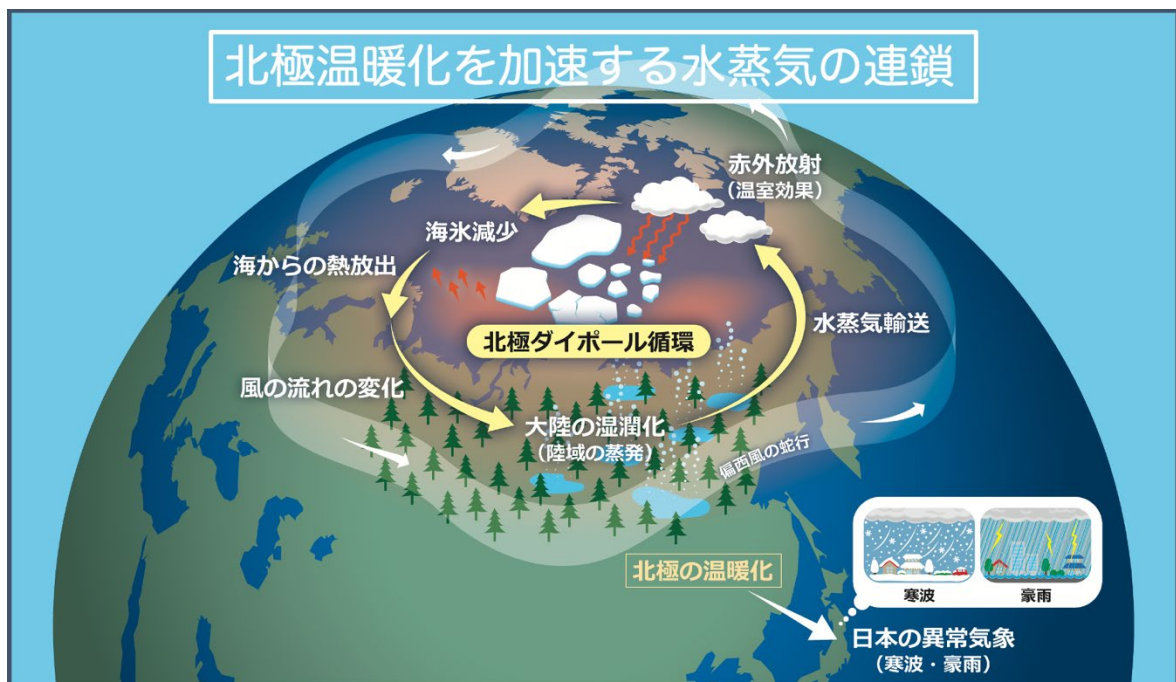 北極温暖化を加速する水蒸気の連鎖
赤外放射
（温室効果）
海氷減少
海からの熱放出
北極ダイポール循環
水蒸気輸送
風の流れの変化
大陸の湿潤化
（陸域の蒸発）
偏西風の蛇行
北極の温暖化
寒波
豪雨
日本の異常気象
（寒波・豪雨）